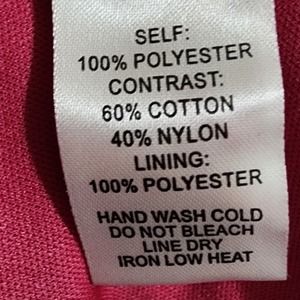 SELF:
100% POLYESTER
CONTRAST:
60% COTTON
40% NYLON
LINING:
100% POLYESTER
HAND WASH COLD
DO NOT BLEACH
LINE DRY
IRON LOW HEAT